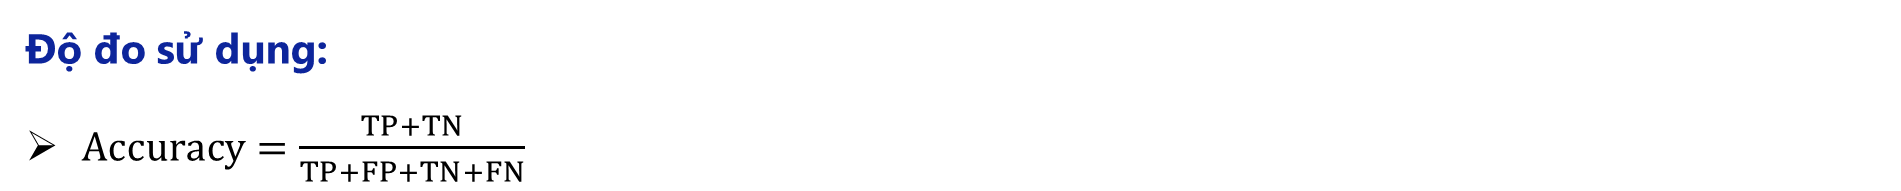 Độ đo sử dụng:
➢ Accuracy = TP+TN / TP+FP+TN+FN